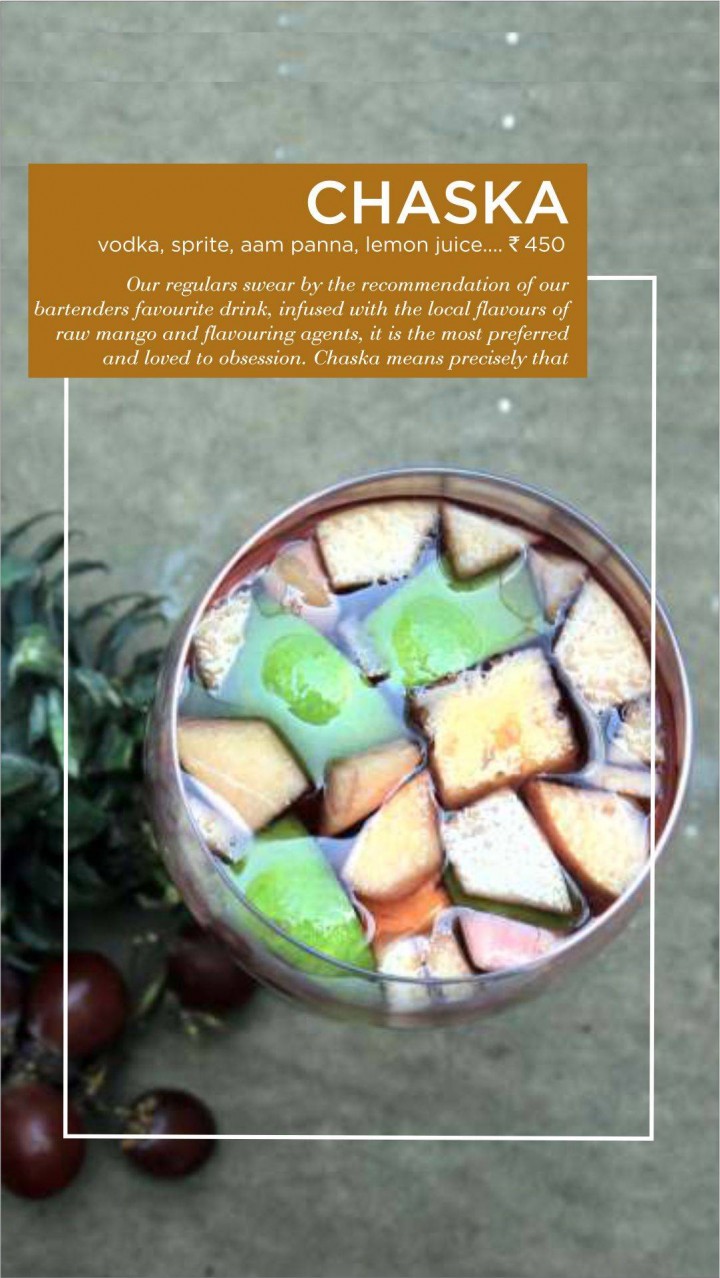 CHASKA
vodka, sprite, aam panna, lemon juice.... ₹ 450
Our regulars swear by the recommendation of our
bartenders favourite drink, infused with the local flavours of
raw mango and flavouring agents, it is the most preferred
and loved to obsession. Chaska means precisely that